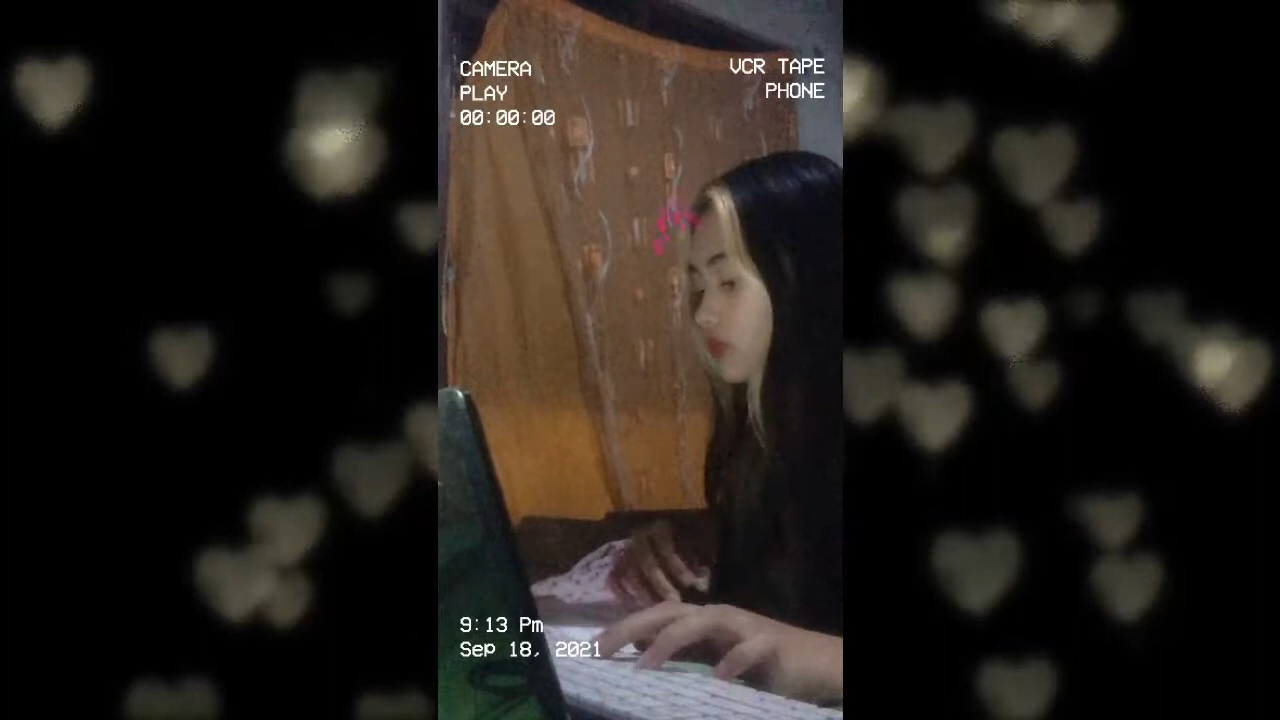 CAMERA
PLAY
00:00:00
VCR TAPE
PHONE
9:13 Pm
Sep 18, 2021